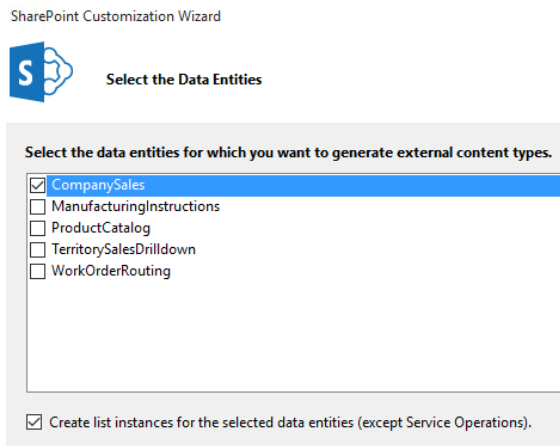 SharePoint Customization Wizard
S
Select the Data Entities
Select the data entities for which you want to generate external content types.
CompanySales
ManufacturingInstructions
ProductCatalog
TerritorySalesDrilldown
WorkOrderRouting
Create list instances for the selected data entities (except Service Operations).